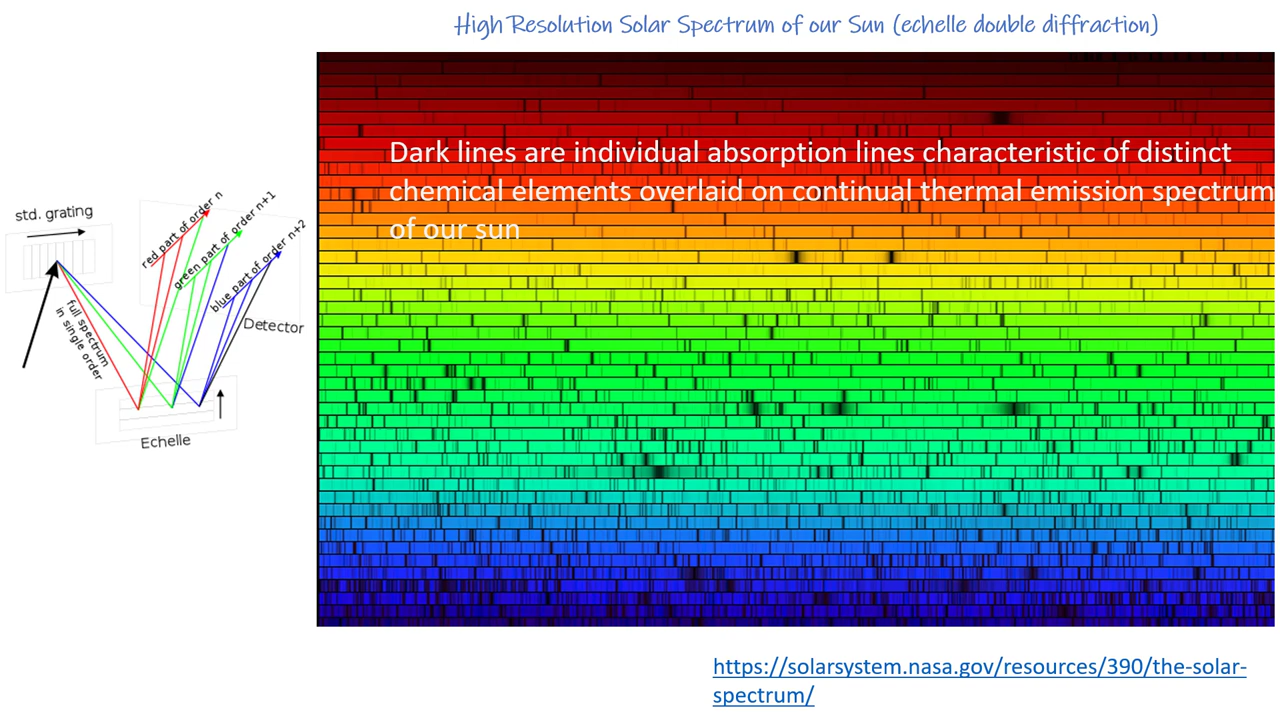 High Resolution Solar Spectrum of our Sun (echelle double diffraction)
Dark lines are individual absorption lines characteristic of distinct
chemical elements overlaid on continual thermal emission spectrum
of our sun
std. grating
red part of order n
green part of order n+1
blue part of order n+2
full spectrum
in single order
Detector
Echelle
https://solarsystem.nasa.gov/resources/390/the-solar-
spectrum/